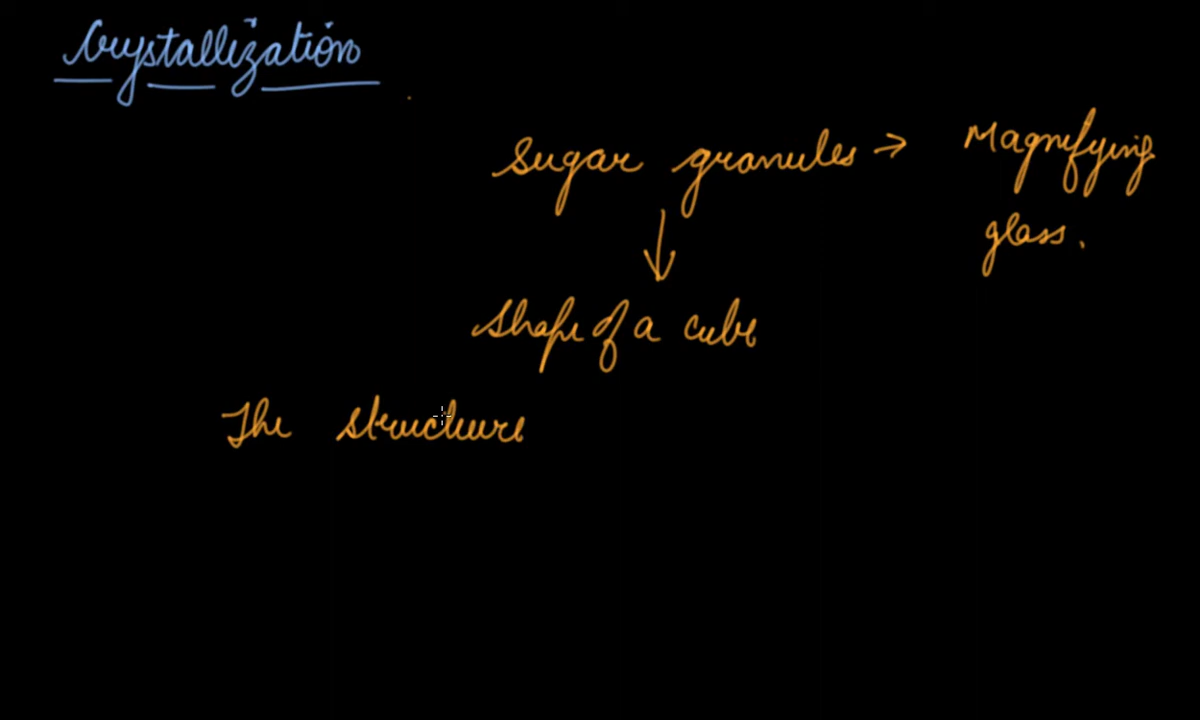 Crystallization
Sugar granules → Magnifying
glass.
↓
Shape of a cube
The structure